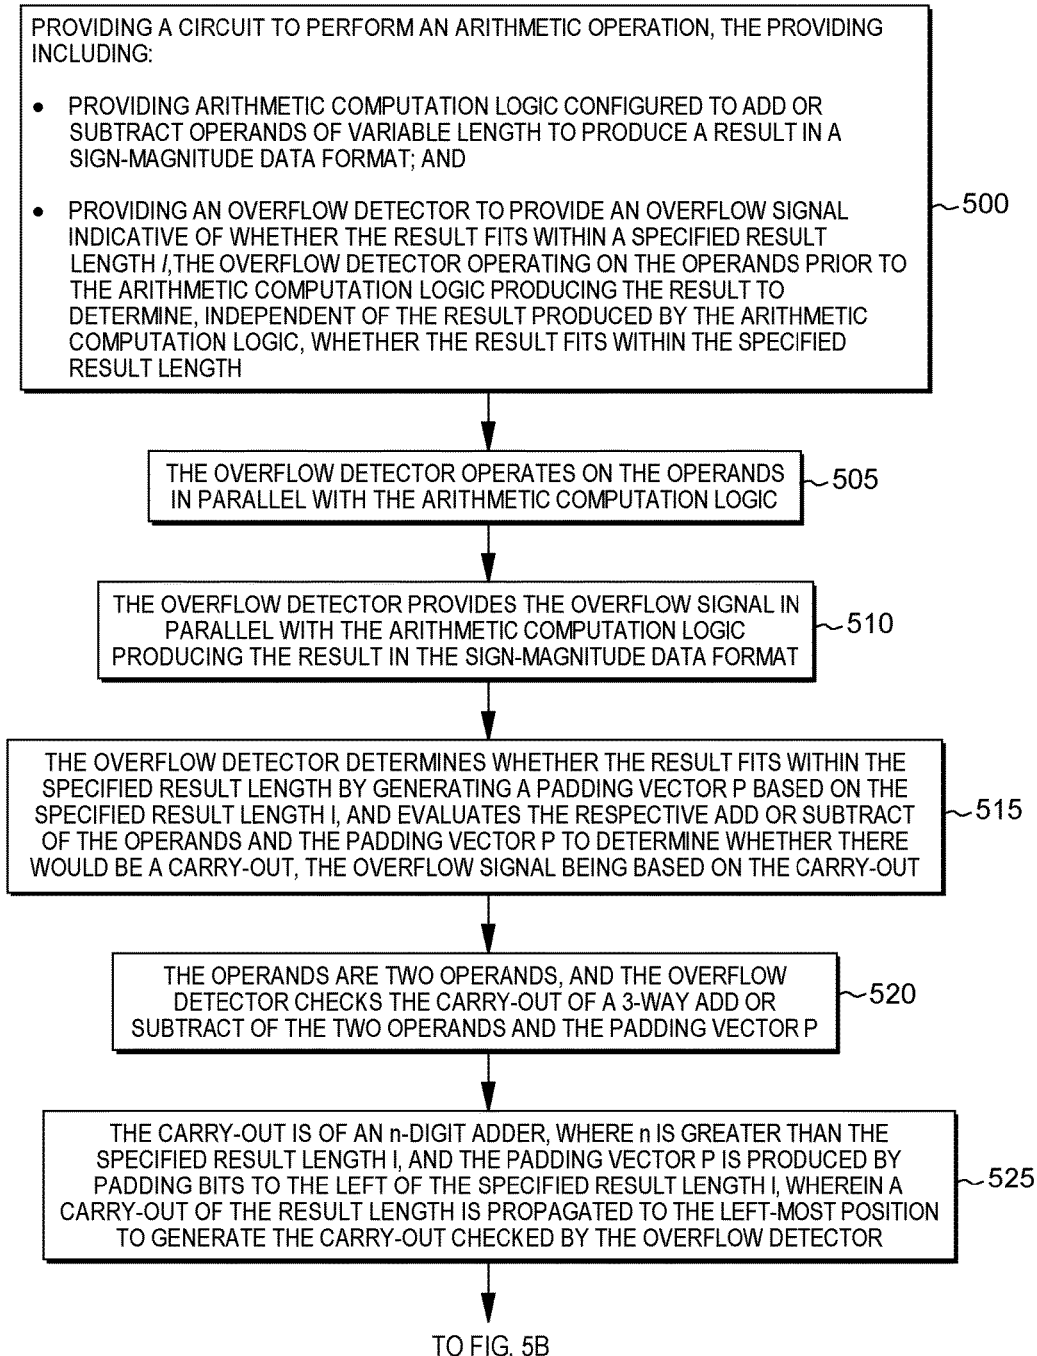 PROVIDING A CIRCUIT TO PERFORM AN ARITHMETIC OPERATION, THE PROVIDING
INCLUDING:
• PROVIDING ARITHMETIC COMPUTATION LOGIC CONFIGURED TO ADD OR
SUBTRACT OPERANDS OF VARIABLE LENGTH TO PRODUCE A RESULT IN A
SIGN-MAGNITUDE DATA FORMAT; AND
• PROVIDING AN OVERFLOW DETECTOR TO PROVIDE AN OVERFLOW SIGNAL
INDICATIVE OF WHETHER THE RESULT FITS WITHIN A SPECIFIED RESULT
LENGTH l, THE OVERFLOW DETECTOR OPERATING ON THE OPERANDS PRIOR TO
THE ARITHMETIC COMPUTATION LOGIC PRODUCING THE RESULT TO
DETERMINE, INDEPENDENT OF THE RESULT PRODUCED BY THE ARITHMETIC
COMPUTATION LOGIC, WHETHER THE RESULT FITS WITHIN THE SPECIFIED
RESULT LENGTH
500
THE OVERFLOW DETECTOR OPERATES ON THE OPERANDS
IN PARALLEL WITH THE ARITHMETIC COMPUTATION LOGIC
505
THE OVERFLOW DETECTOR PROVIDES THE OVERFLOW SIGNAL IN
PARALLEL WITH THE ARITHMETIC COMPUTATION LOGIC
PRODUCING THE RESULT IN THE SIGN-MAGNITUDE DATA FORMAT
510
THE OVERFLOW DETECTOR DETERMINES WHETHER THE RESULT FITS WITHIN THE
SPECIFIED RESULT LENGTH BY GENERATING A PADDING VECTOR P BASED ON THE
SPECIFIED RESULT LENGTH l, AND EVALUATES THE RESPECTIVE ADD OR SUBTRACT
OF THE OPERANDS AND THE PADDING VECTOR P TO DETERMINE WHETHER THERE
WOULD BE A CARRY-OUT, THE OVERFLOW SIGNAL BEING BASED ON THE CARRY-OUT
515
THE OPERANDS ARE TWO OPERANDS, AND THE OVERFLOW
DETECTOR CHECKS THE CARRY-OUT OF A 3-WAY ADD OR
SUBTRACT OF THE TWO OPERANDS AND THE PADDING VECTOR P
520
THE CARRY-OUT IS OF AN n-DIGIT ADDER, WHERE n IS GREATER THAN THE
SPECIFIED RESULT LENGTH l, AND THE PADDING VECTOR P IS PRODUCED BY
PADDING BITS TO THE LEFT OF THE SPECIFIED RESULT LENGTH l, WHEREIN A
CARRY-OUT OF THE RESULT LENGTH IS PROPAGATED TO THE LEFT-MOST POSITION
TO GENERATE THE CARRY-OUT CHECKED BY THE OVERFLOW DETECTOR
525
TO FIG. 5B